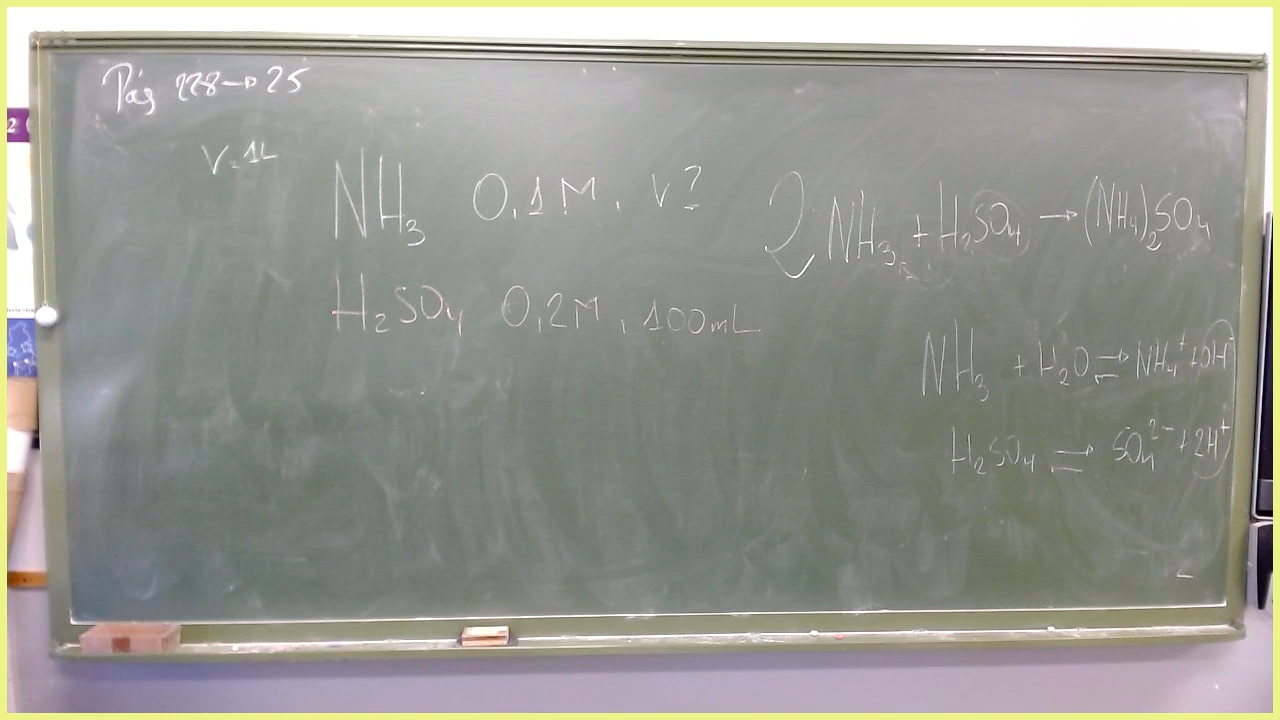 Pág 228→25
V=1L
NH₃ 0,1M, V?
H₂SO₄ 0,2M, 100mL
2NH₃ + H₂SO₄ → (NH₄)₂SO₄
NH₃ + H₂O ⇌ NH₄⁺ + OH⁻
H₂SO₄ ⇌ SO₄²⁻ + 2H⁺